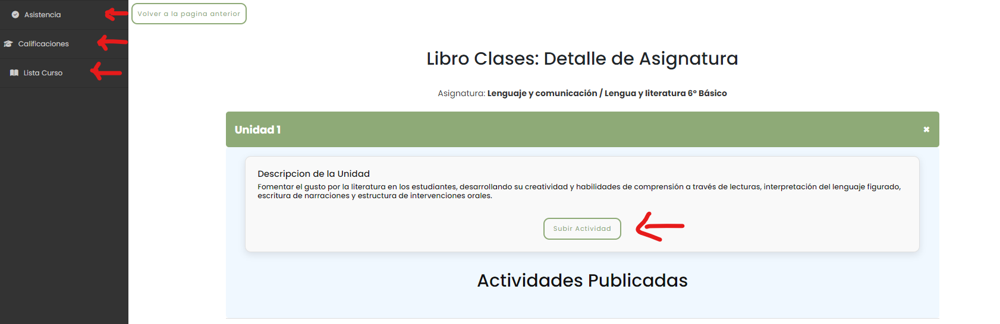 Asistencia
Calificaciones
Lista Curso
Volver a la pagina anterior
Libro Clases: Detalle de Asignatura
Asignatura: Lenguaje y comunicación / Lengua y literatura 6° Básico
Unidad 1
Descripcion de la Unidad
Fomentar el gusto por la literatura en los estudiantes, desarrollando su creatividad y habilidades de comprensión a través de lecturas, interpretación del lenguaje figurado,
escritura de narraciones y estructura de intervenciones orales.
Subir Actividad
Actividades Publicadas